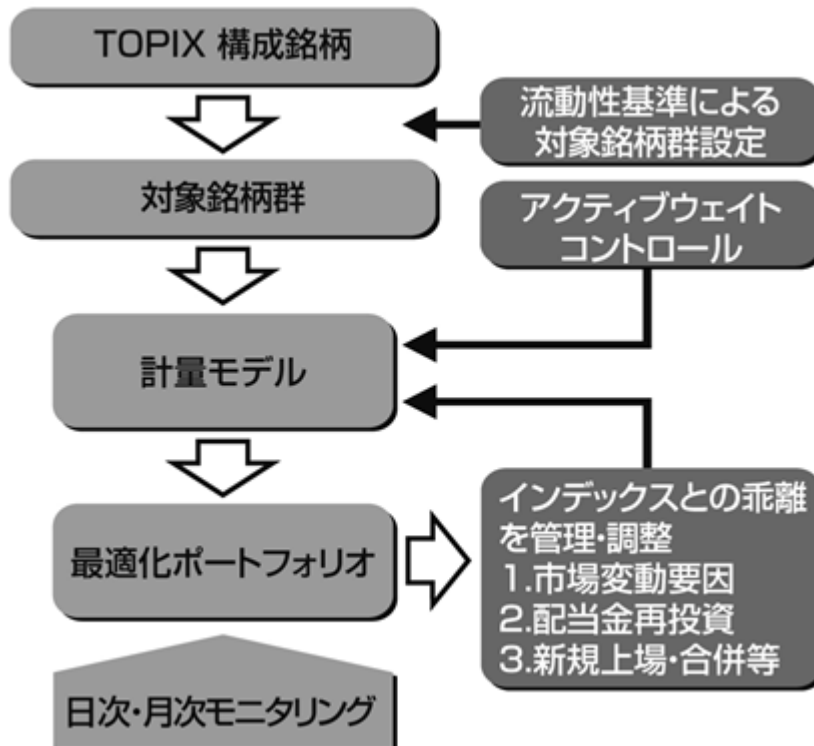 TOPIX 構成銘柄
流動性基準による
対象銘柄群設定
対象銘柄群
アクティブウェイト
コントロール
計量モデル
最適化ポートフォリオ
インデックスとの乖離
を管理・調整
1.市場変動要因
2.配当金再投資
3.新規上場・合併等
日次・月次モニタリング